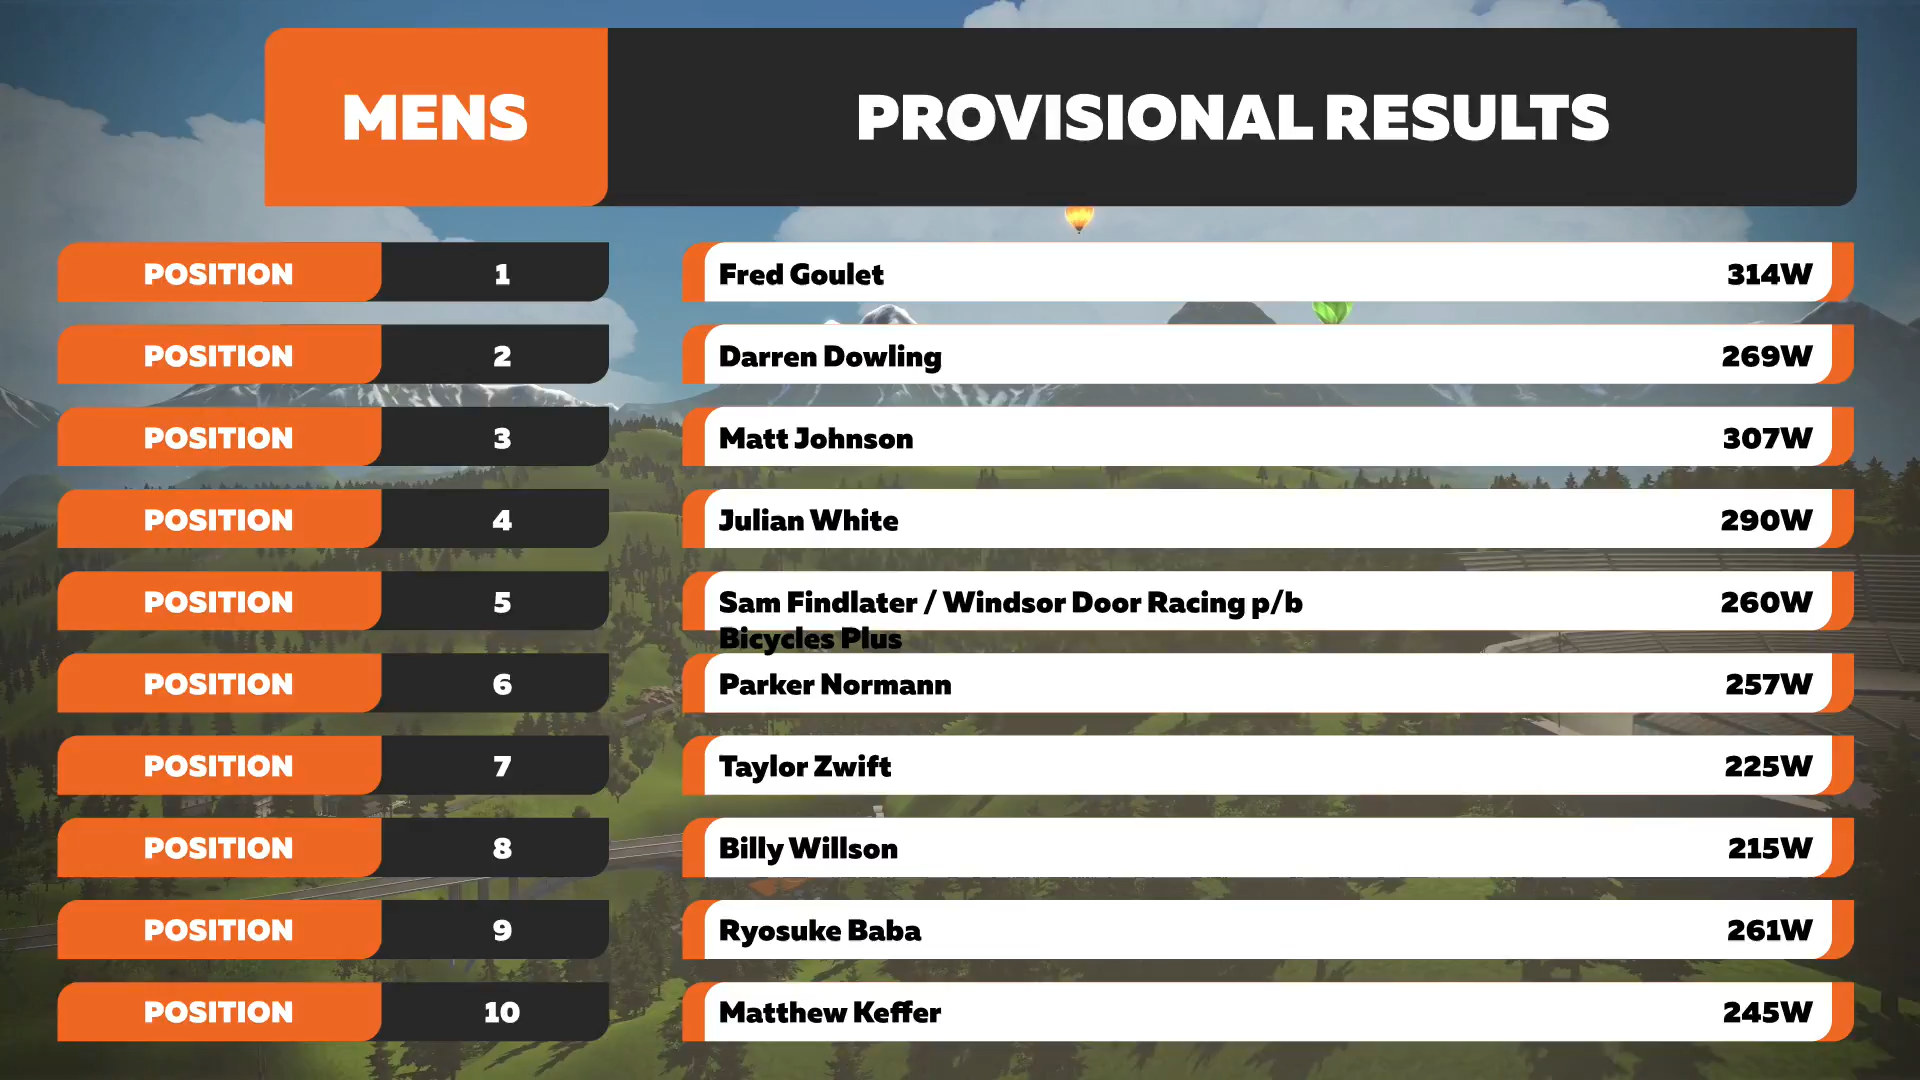 MENS PROVISIONAL RESULTS
POSITION 1 Fred Goulet 314W
POSITION 2 Darren Dowling 269W
POSITION 3 Matt Johnson 307W
POSITION 4 Julian White 290W
POSITION 5 Sam Findlater / Windsor Door Racing p/b 260W
Bicycles Plus
POSITION 6 Parker Normann 257W
POSITION 7 Taylor Zwift 225W
POSITION 8 Billy Willson 215W
POSITION 9 Ryosuke Baba 261W
POSITION 10 Matthew Keffer 245W